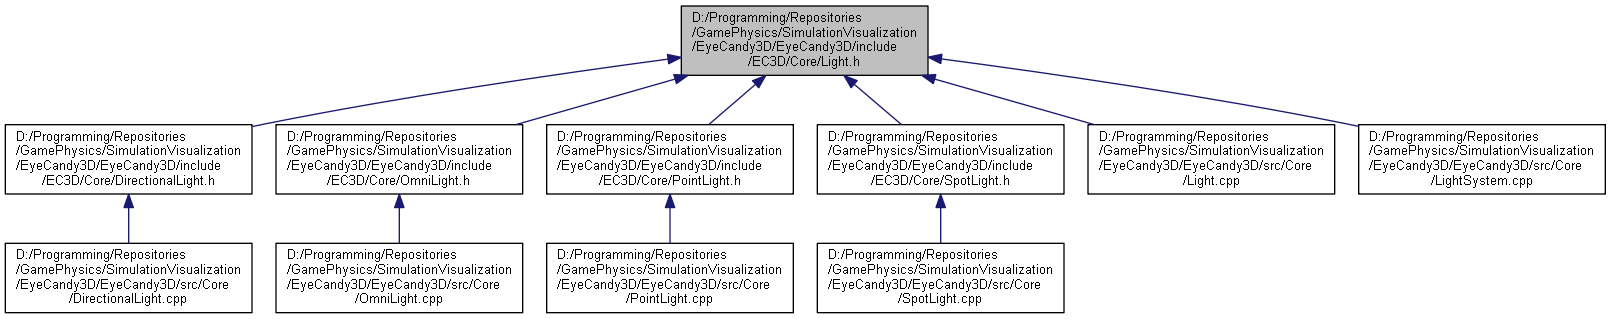 D:/Programming/Repositories
/GamePhysics/SimulationVisualization
/EyeCandy3D/EyeCandy3D/include
/EC3D/Core/Light.h
D:/Programming/Repositories
/GamePhysics/SimulationVisualization
/EyeCandy3D/EyeCandy3D/include
/EC3D/Core/DirectionalLight.h
D:/Programming/Repositories
/GamePhysics/SimulationVisualization
/EyeCandy3D/EyeCandy3D/include
/EC3D/Core/OmniLight.h
D:/Programming/Repositories
/GamePhysics/SimulationVisualization
/EyeCandy3D/EyeCandy3D/include
/EC3D/Core/PointLight.h
D:/Programming/Repositories
/GamePhysics/SimulationVisualization
/EyeCandy3D/EyeCandy3D/include
/EC3D/Core/SpotLight.h
D:/Programming/Repositories
/GamePhysics/SimulationVisualization
/EyeCandy3D/EyeCandy3D/src/Core
/Light.cpp
D:/Programming/Repositories
/GamePhysics/SimulationVisualization
/EyeCandy3D/EyeCandy3D/src/Core
/LightSystem.cpp
D:/Programming/Repositories
/GamePhysics/SimulationVisualization
/EyeCandy3D/EyeCandy3D/src/Core
/DirectionalLight.cpp
D:/Programming/Repositories
/GamePhysics/SimulationVisualization
/EyeCandy3D/EyeCandy3D/src/Core
/OmniLight.cpp
D:/Programming/Repositories
/GamePhysics/SimulationVisualization
/EyeCandy3D/EyeCandy3D/src/Core
/PointLight.cpp
D:/Programming/Repositories
/GamePhysics/SimulationVisualization
/EyeCandy3D/EyeCandy3D/src/Core
/SpotLight.cpp